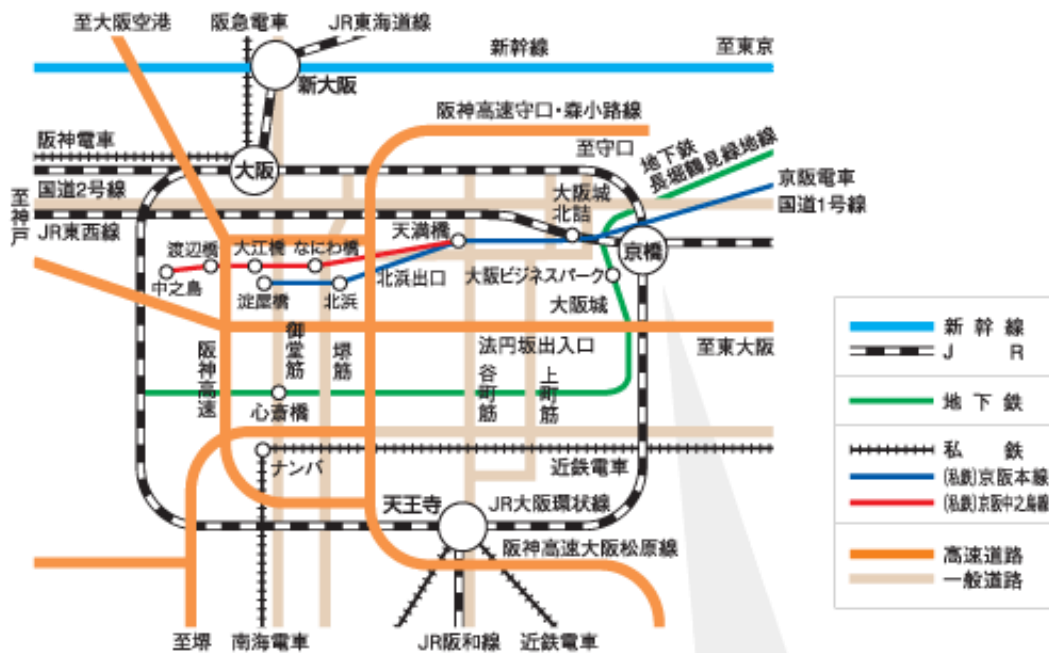 至大阪空港
阪急電車
JR東海道線
新幹線
至東京
新大阪
阪神高速守口・森小路線
阪神電車
大阪
至守口
地下鉄
長堀鶴見緑地線
京阪電車
国道2号線
大阪城
北詰
国道1号線
至神戸
JR東西線
天満橋
京橋
渡辺橋
大江橋
なにわ橋
中之島
淀屋橋
北浜
北浜出口
大阪ビジネスパーク
大阪城
阪神高速
御堂筋
堺筋
法円坂出入口
至東大阪
谷町筋
上町筋
心斎橋
ナンバ
近鉄電車
天王寺
JR大阪環状線
阪神高速大阪松原線
至堺
南海電車
JR阪和線
近鉄電車
新幹線
JR
地下鉄
私鉄
(私鉄)京阪本線
(私鉄)京阪中之島線
高速道路
一般道路